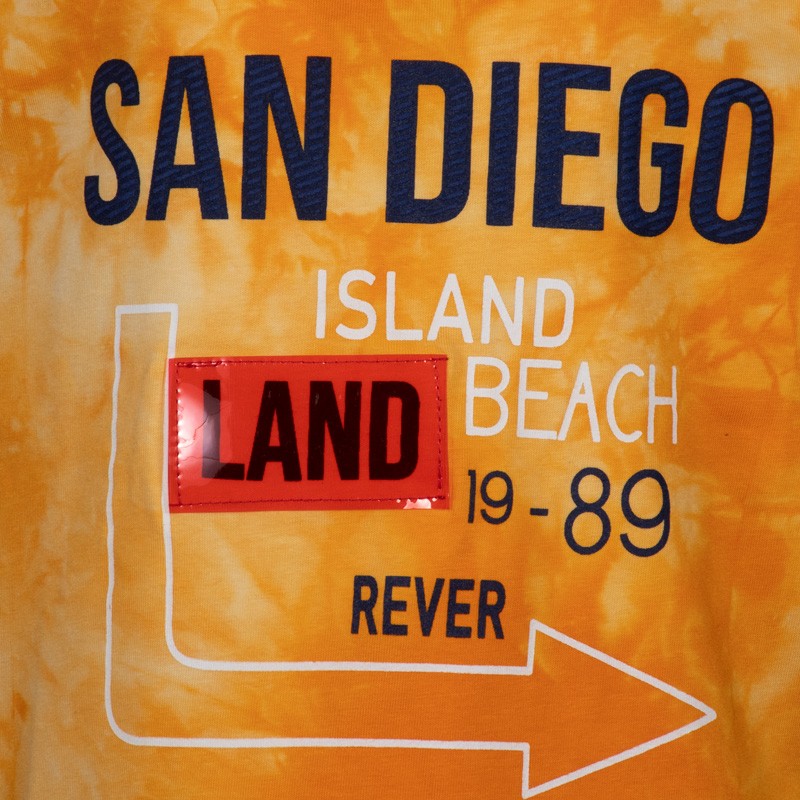 SAN DIEGO
ISLAND
LAND
BEACH
19-89
REVER